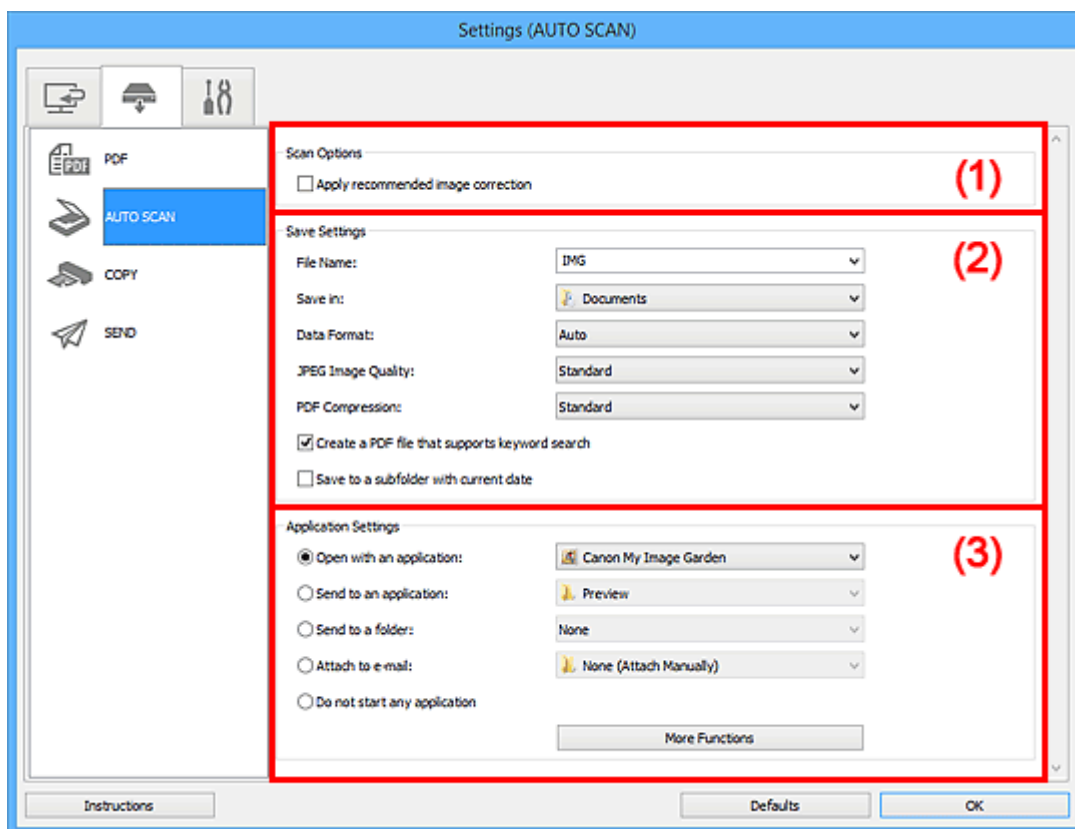 Settings (AUTO SCAN)
PDF
PDF
AUTO SCAN
COPY
SEND
Scan Options
Apply recommended image correction
(1)
Save Settings
(2)
File Name: IMG
Save in: Documents
Data Format: Auto
JPEG Image Quality: Standard
PDF Compression: Standard
Create a PDF file that supports keyword search
Save to a subfolder with current date
Application Settings
(3)
Open with an application: Canon My Image Garden
Send to an application: Preview
Send to a folder: None
Attach to e-mail: None (Attach Manually)
Do not start any application
More Functions
Instructions Defaults OK